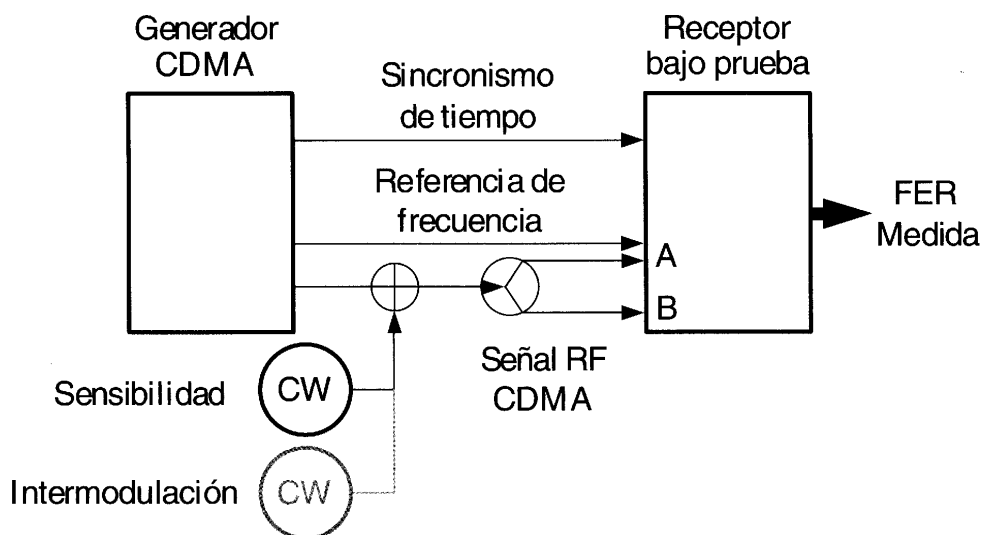 Generador
CDMA
Receptor
bajo prueba
Sincronismo
de tiempo
Referencia de
frecuencia
FER
Medida
A
B
Señal RF
CDMA
Sensibilidad
CW
Intermodulación
CW